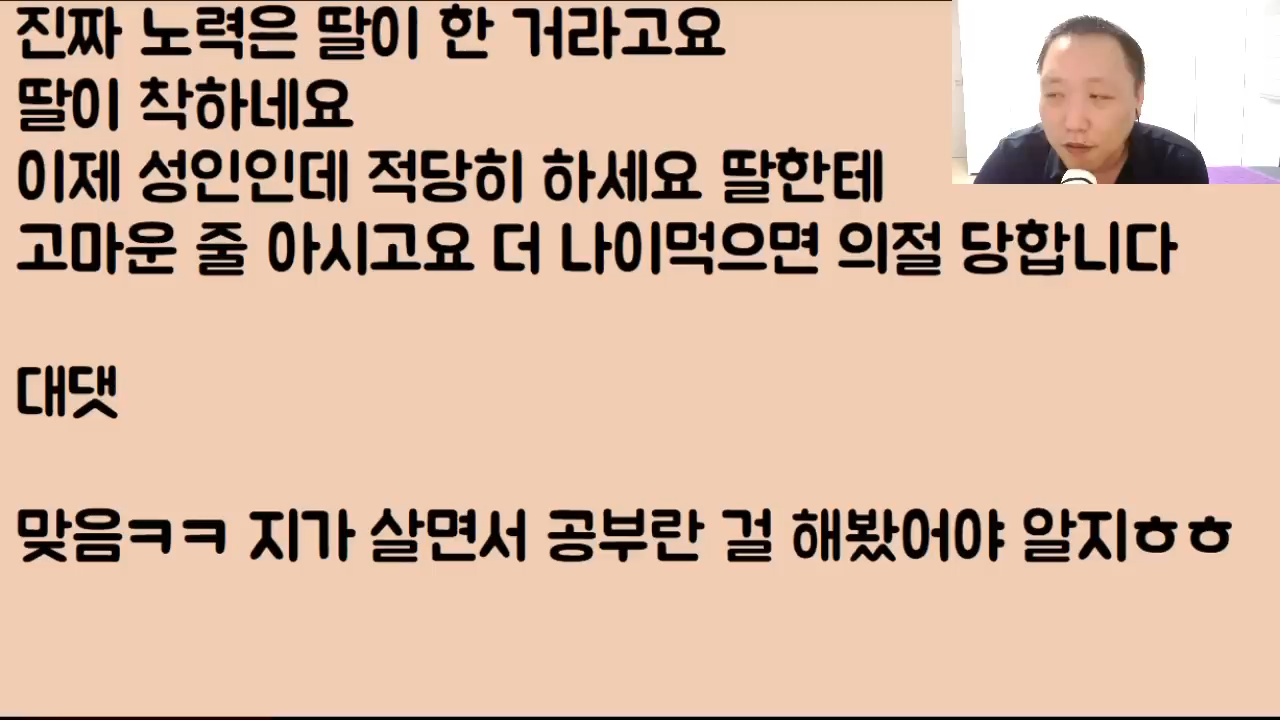 진짜 노력은 딸이 한 거라고요
딸이 착하네요
이제 성인인데 적당히 하세요 딸한테
고마운 줄 아시고요 더 나이먹으면 의절 당합니다
대댓
맞음ㅋㅋ 지가 살면서 공부란 걸 해봤어야 알지ㅎㅎ